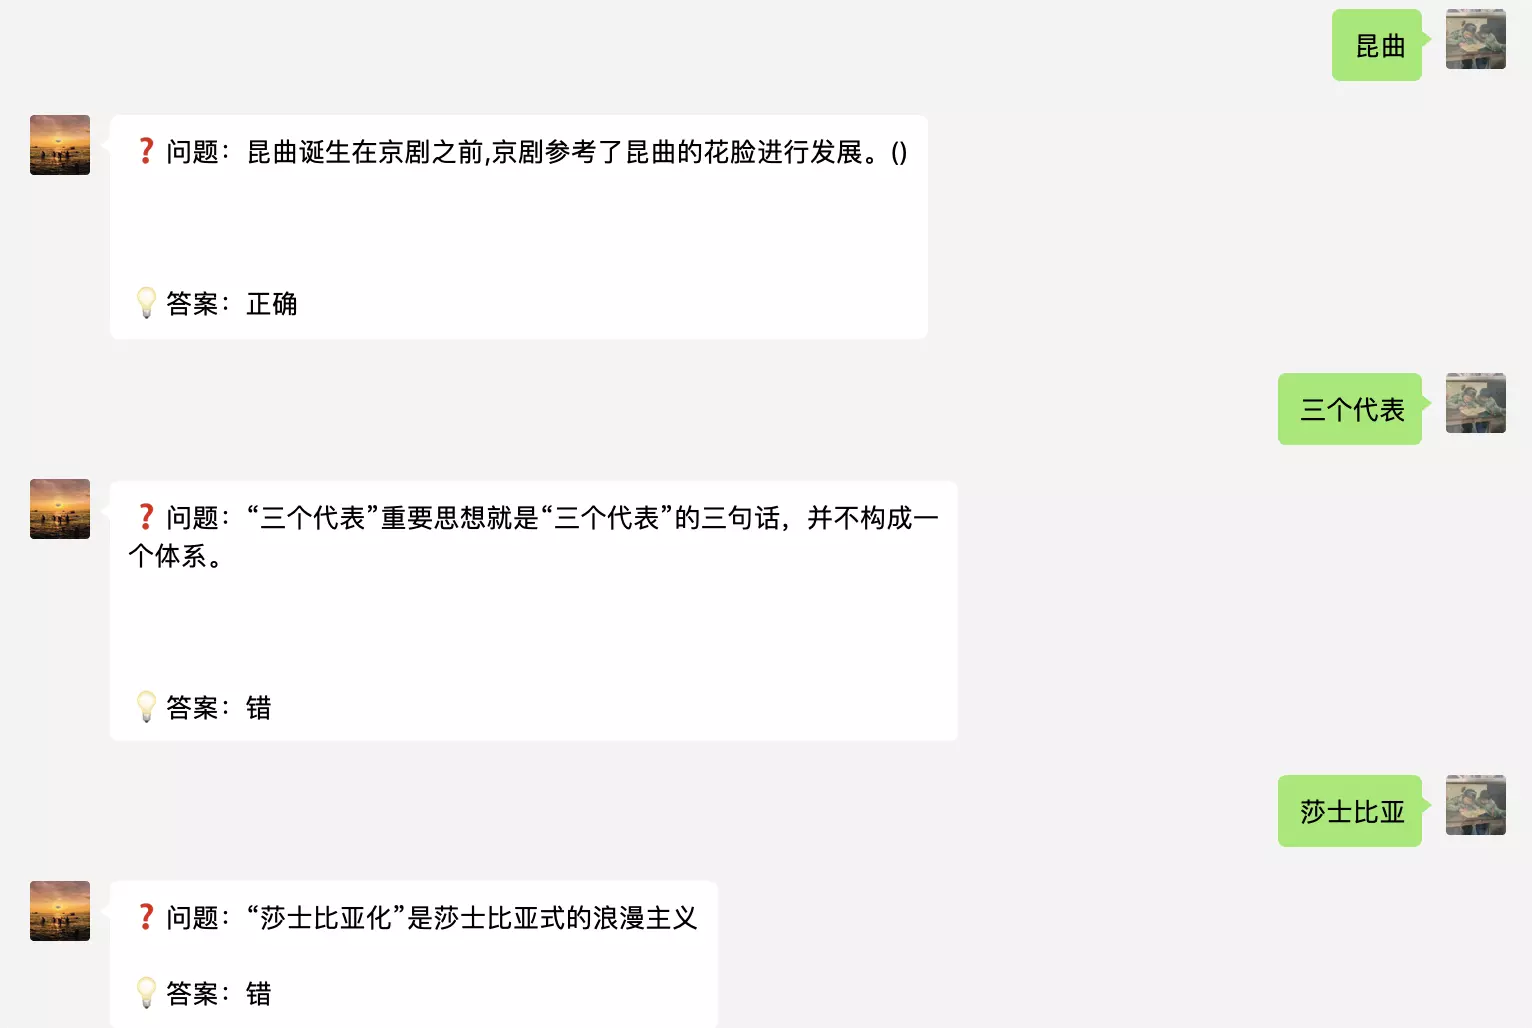 昆曲
❓问题：昆曲诞生在京剧之前,京剧参考了昆曲的花脸进行发展。()
💡答案：正确
三个代表
❓问题：“三个代表”重要思想就是“三个代表”的三句话，并不构成一
个体系。
💡答案：错
莎士比亚
❓问题：“莎士比亚化”是莎士比亚式的浪漫主义
💡答案：错